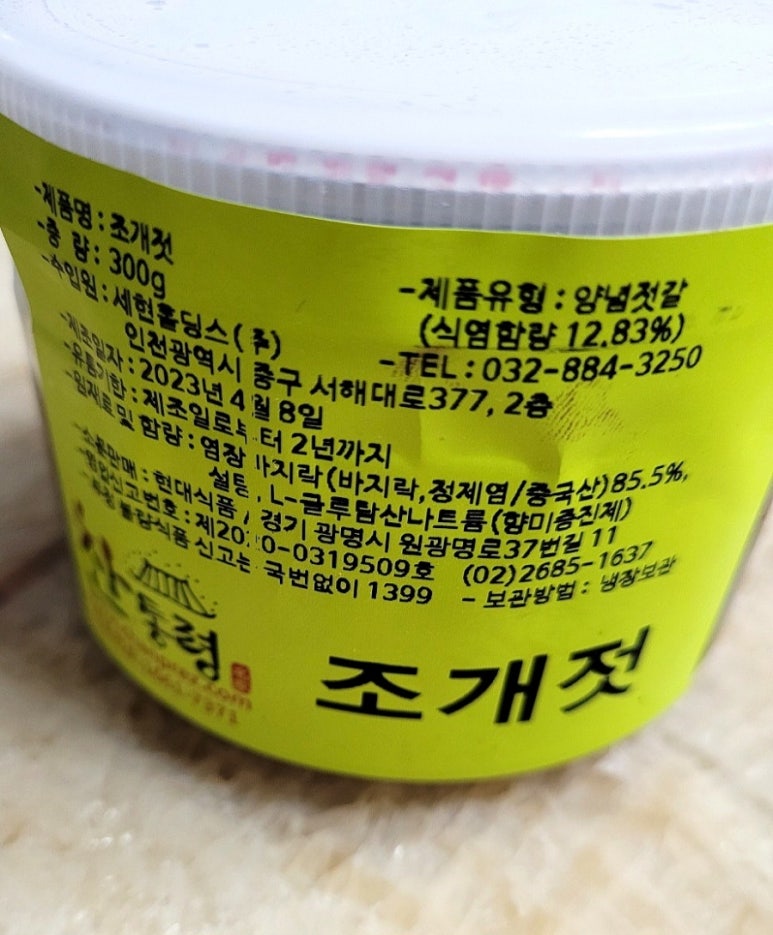 -제품명 : 조개젓
-총 량 : 300g
-수입원 : 세현홀딩스(주)
-제품유형 : 양념젓갈
(식염함량 12.83%)
인천광역시 중구 서해대로377, 2층
-TEL : 032-884-3250
-제조일자 : 2023년 4월 8일
-유통기한 : 제조일로부터 2년까지
-원재료및 함량 : 염장바지락(바지락,정제염/중국산)85.5%,
설탕, L-글루탐산나트륨(향미증진제)
-소분판매 : 현대식품 / 경기 광명시 원광명로37번길 11
-영업신고번호 : 제20 0-0319509호 (02)2685-1637
불량식품 신고는 국번없이 1399 - 보관방법 : 냉장보관
통령
조개젓